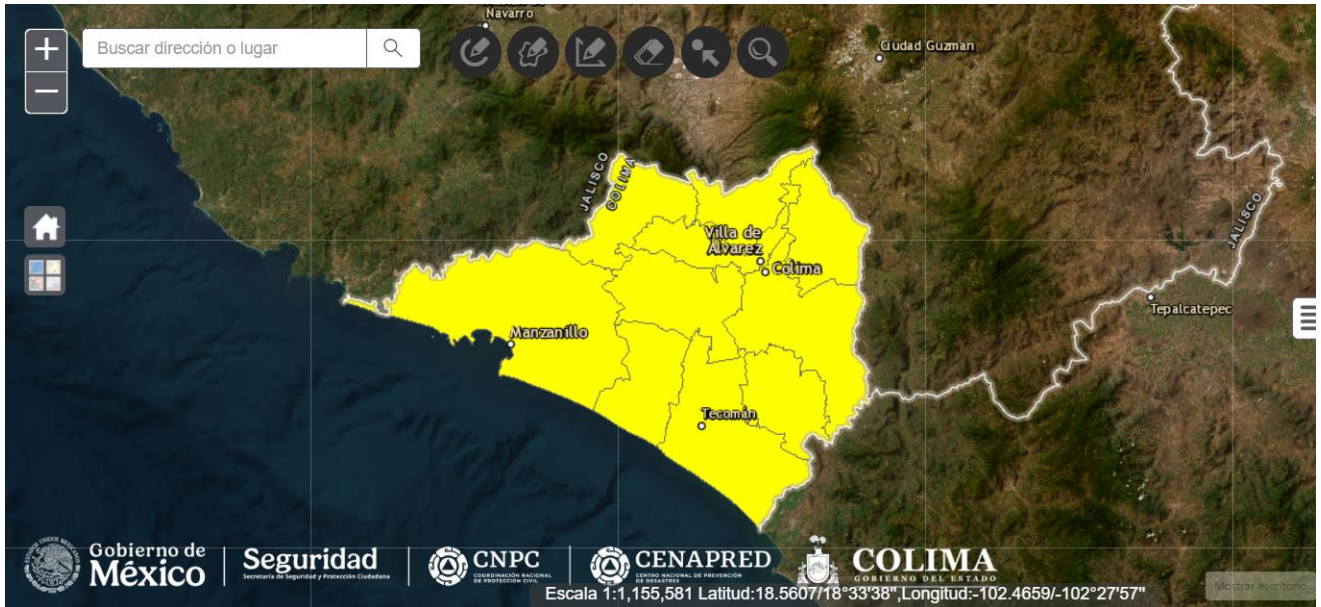 Navarro
Buscar dirección o lugar
Ciudad Guzman
JALISCO
COLIMA
JALISCO
Villa de
Alvarez
Colima
Tepalcatepec
Manzanillo
Tecomán
Gobierno de
México
Seguridad
Secretaría de Seguridad y Protección Ciudadana
CNPC
COORDINACIÓN NACIONAL
DE PROTECCIÓN CIVIL
CENAPRED
CENTRO NACIONAL DE PREVENCIÓN
DE DESASTRES
COLIMA
GOBIERNO DEL ESTADO
Escala 1:1,155,581 Latitud:18.5607/18°33'38",Longitud:-102.4659/-102°27'57"
Mostrar escritorio